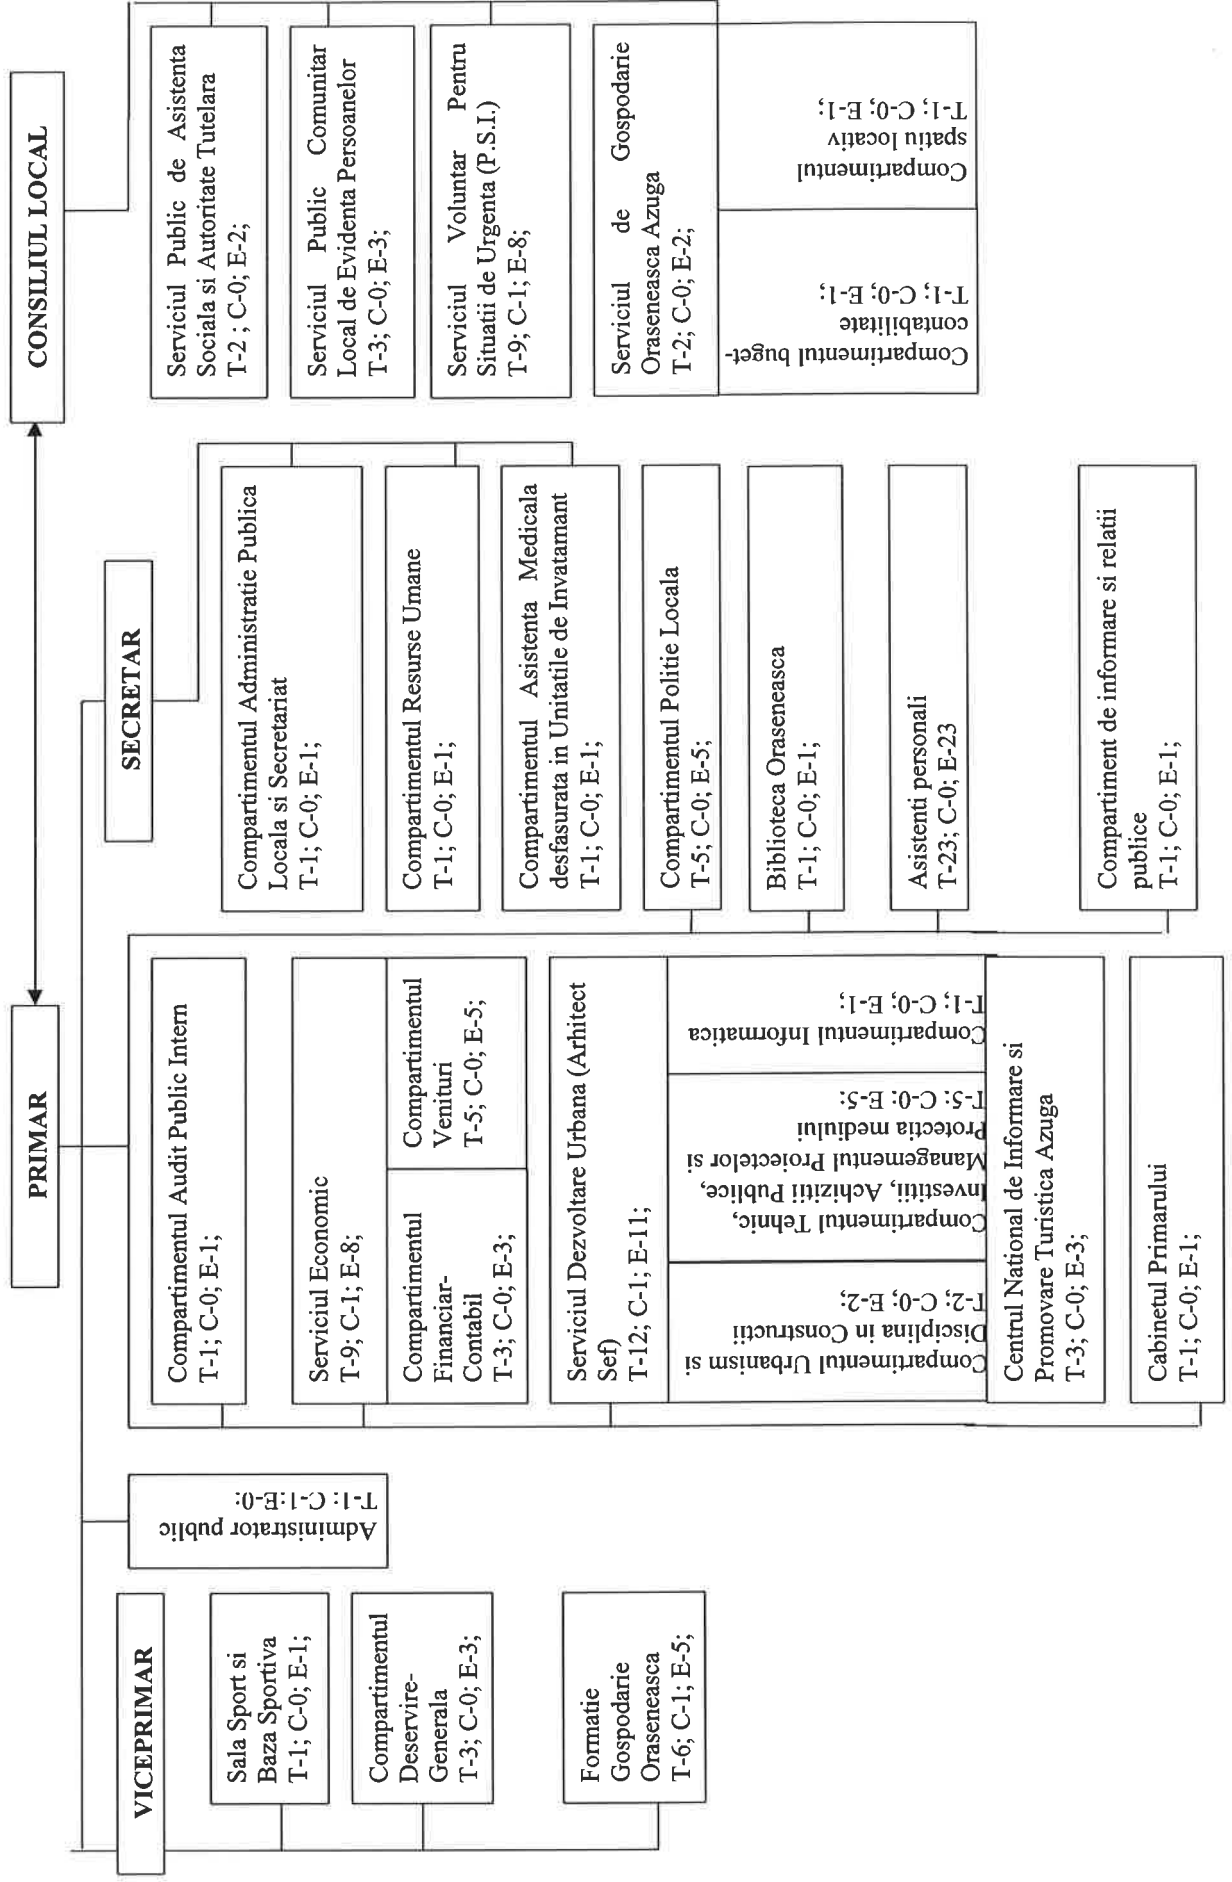 PRIMAR
CONSILIUL LOCAL
VICEPRIMAR
SECRETAR
Sala Sport si
Baza Sportiva
T-1; C-0; E-1;
Compartimentul
Deservire-
Generala
T-3; C-0; E-3;
Formatie
Gospodarie
Oraseneasca
T-6; C-1; E-5;
Administrator public
T-1: C-1:E-0:
Compartimentul Audit Public Intern
T-1; C-0; E-1;
Serviciul Economic
T-9; C-1; E-8;
Compartimentul
Financiar-
Contabil
T-3; C-0; E-3;
Compartimentul
Venituri
T-5; C-0; E-5;
Serviciul Dezvoltare Urbana (Arhitect
Sef)
T-12; C-1; E-11;
Compartimentul Urbanism si
Disciplina in Constructii
T-2; C-0; E-2;
Compartimentul Tehnic,
Investitii, Achizitii Publice,
Managementul Proiectelor si
Protectia mediului
T-5: C-0: E-5:
Compartimentul Informatica
T-1; C-0; E-1;
Centrul National de Informare si
Promovare Turistica Azuga
T-3; C-0; E-3;
Cabinetul Primarului
T-1; C-0; E-1;
Compartimentul Administratie Publica
Locala si Secretariat
T-1; C-0; E-1;
Compartimentul Resurse Umane
T-1; C-0; E-1;
Compartimentul Asistenta Medicala
desfasurata in Unitatile de Invatamant
T-1; C-0; E-1;
Compartimentul Politie Locala
T-5; C-0; E-5;
Biblioteca Oraseneasca
T-1; C-0; E-1;
Asistenti personali
T-23; C-0; E-23
Compartiment de informare si relatii
publice
T-1; C-0; E-1;
Serviciul Public de Asistenta
Sociala si Autoritate Tutelara
T-2 ; C-0; E-2;
Serviciul Public Comunitar
Local de Evidenta Persoanelor
T-3; C-0; E-3;
Serviciul Voluntar Pentru
Situatii de Urgenta (P.S.I.)
T-9; C-1; E-8;
Serviciul de Gospodarie
Oraseneasca Azuga
T-2; C-0; E-2;
Compartimentul buget-
contabilitate
T-1; C-0; E-1;
Compartimentul
spatiu locativ
T-1; C-0; E-1;